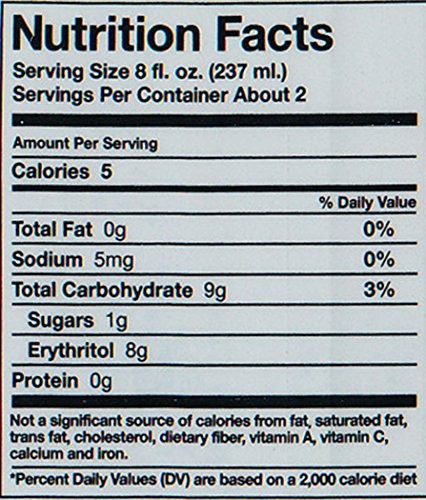 Nutrition Facts
Serving Size 8 fl. oz. (237 ml.)
Servings Per Container About 2
Amount Per Serving
Calories 5
% Daily Value
Total Fat 0g 0%
Sodium 5mg 0%
Total Carbohydrate 9g 3%
Sugars 1g
Erythritol 8g
Protein 0g
Not a significant source of calories from fat, saturated fat,
trans fat, cholesterol, dietary fiber, vitamin A, vitamin C,
calcium and iron.
*Percent Daily Values (DV) are based on a 2,000 calorie diet